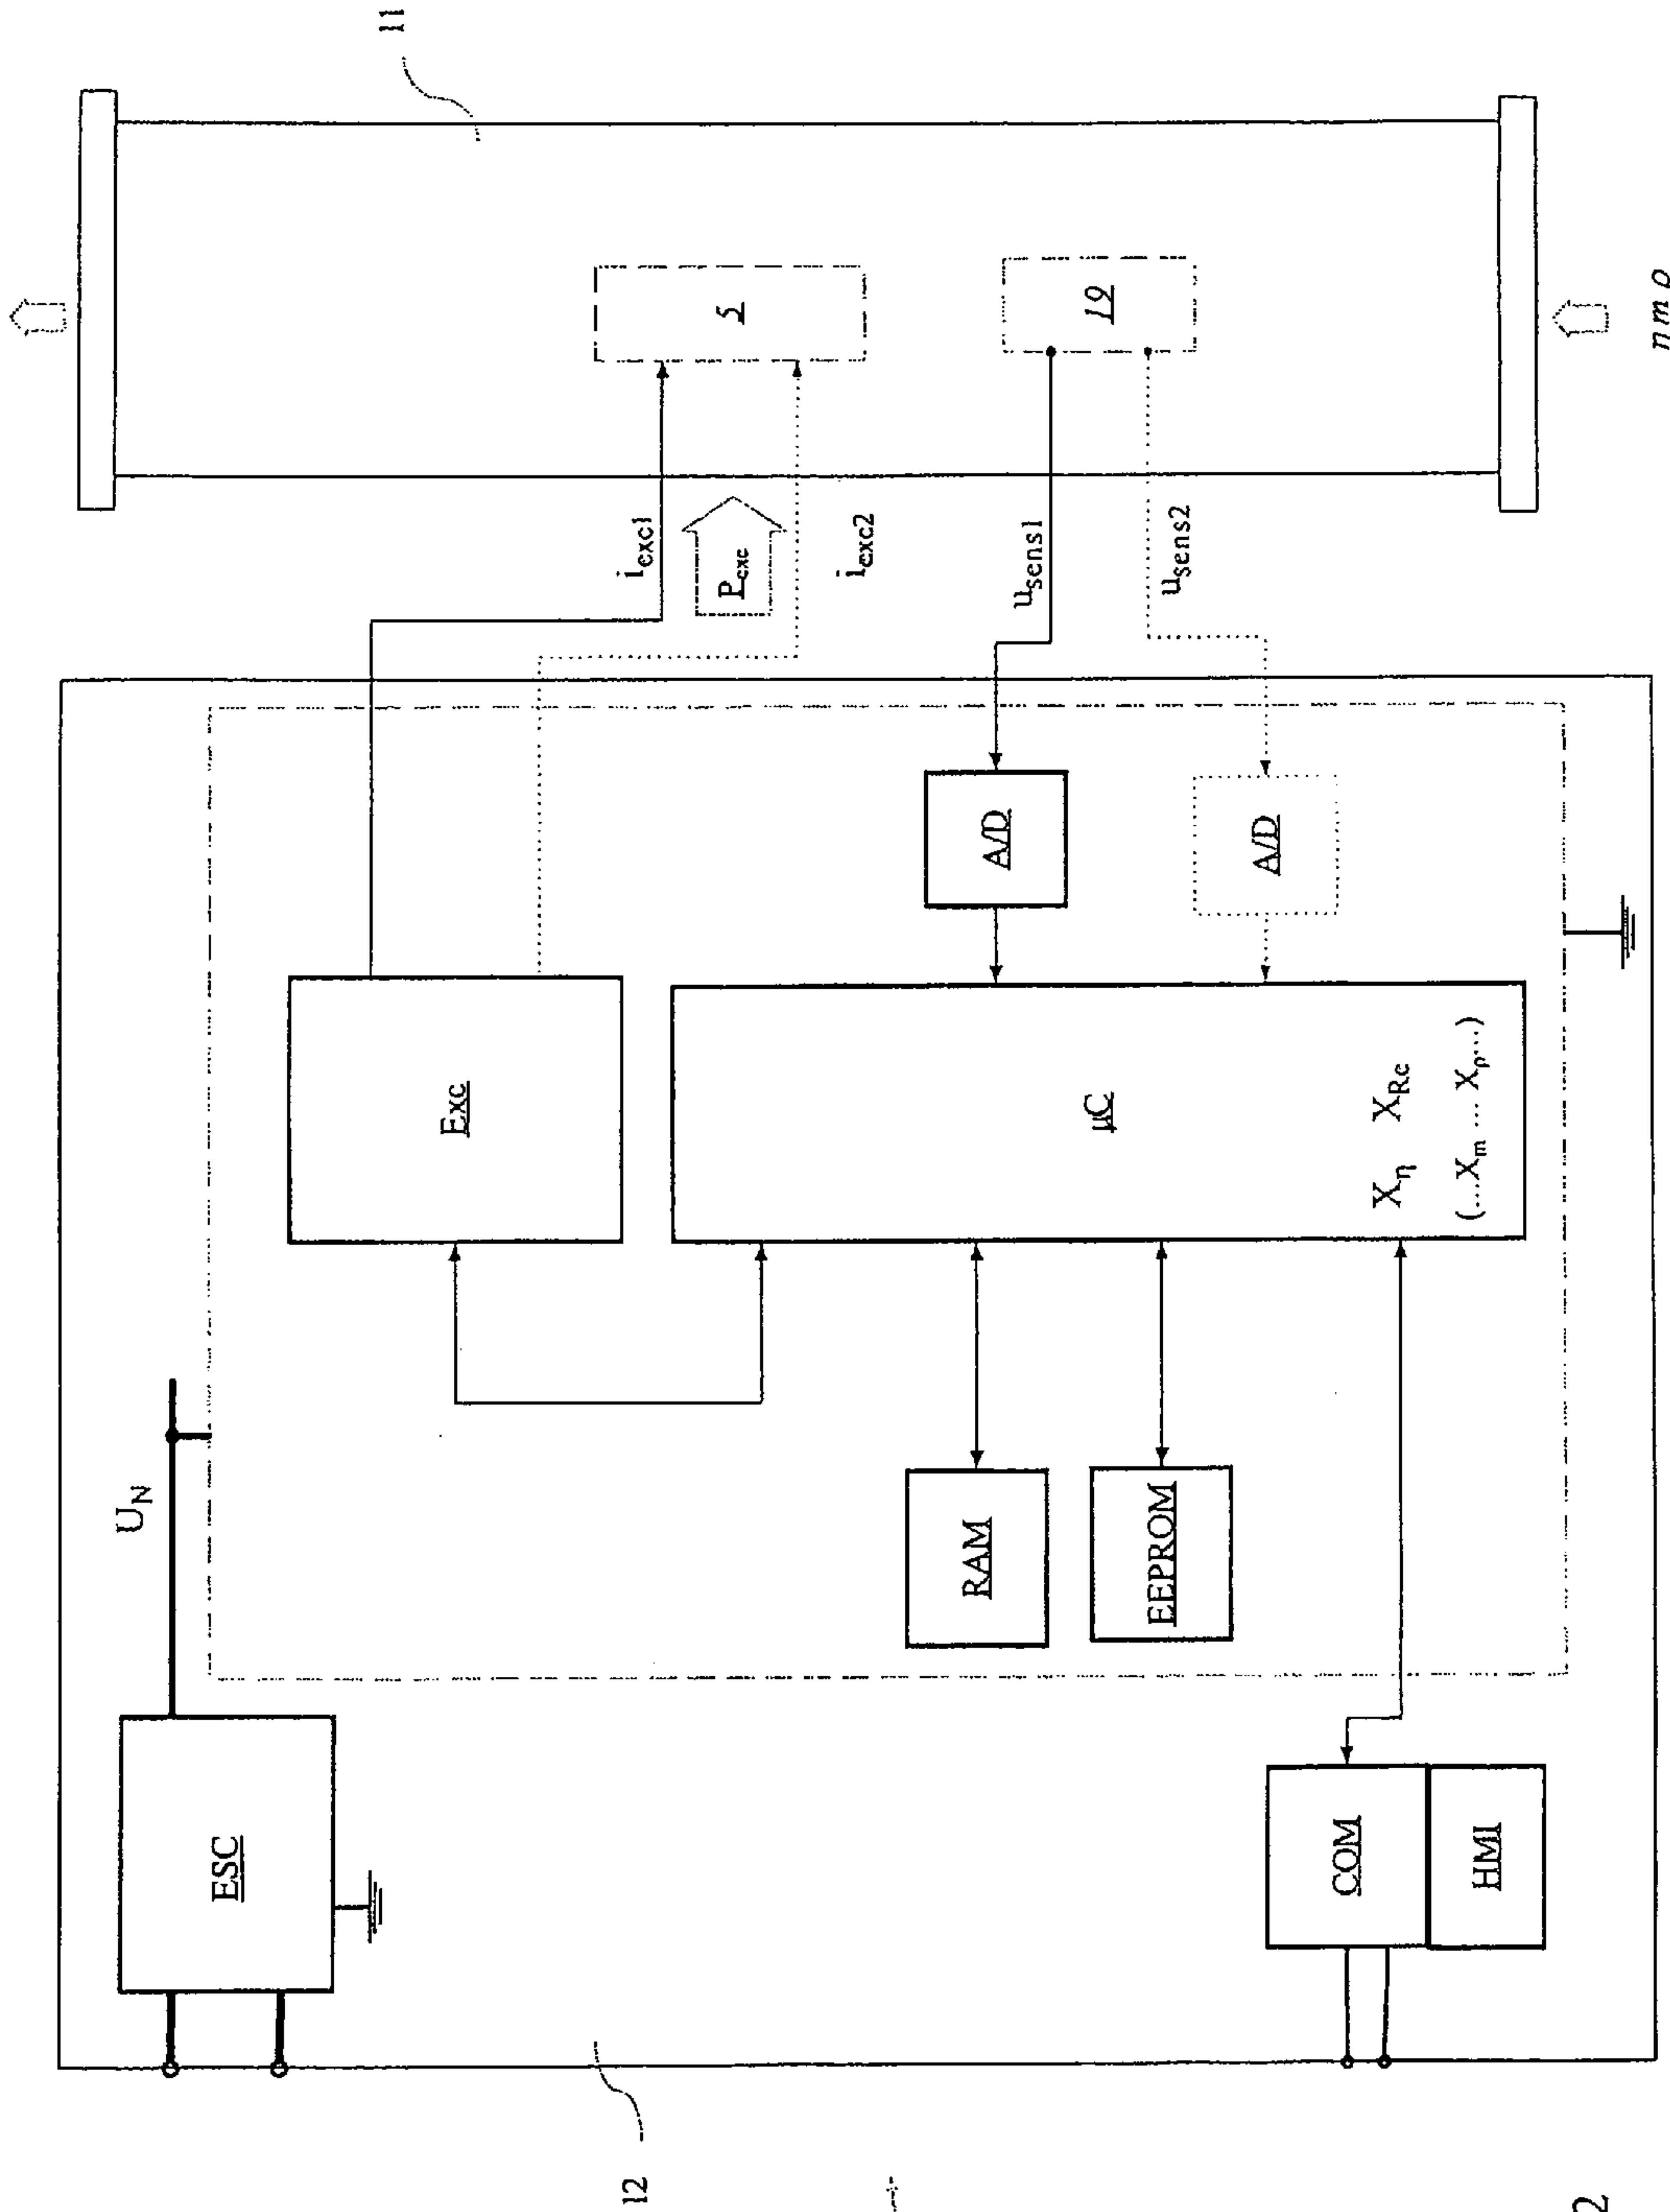 11
5
19
i_exc1
P_exc
i_exc2
u_sens1
u_sens2
A/D
A/D
Exc
μC
X_η X_Re
(...X_m ... X_ρ...)
U_N
RAM
EEPROM
ESC
COM
HMI
12
2